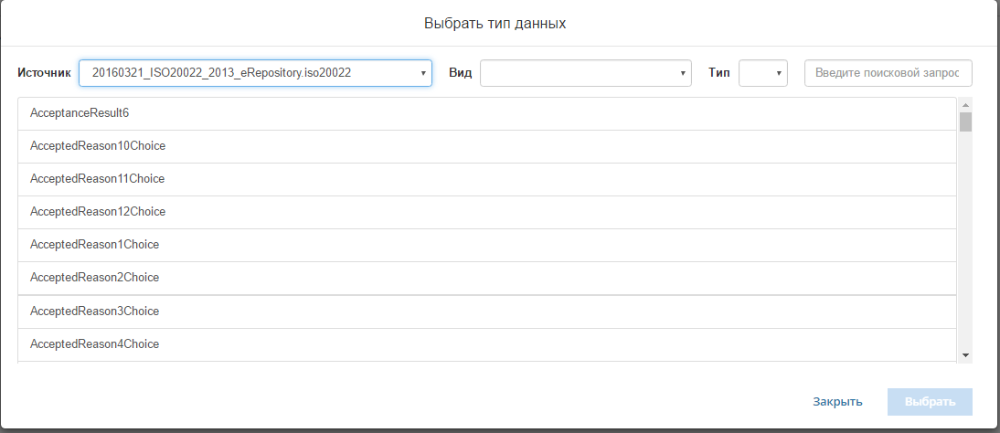 Выбрать тип данных
Источник 20160321_ISO20022_2013_eRepository.iso20022 Вид Тип Введите поисковой запрос
AcceptanceResult6
AcceptedReason10Choice
AcceptedReason11Choice
AcceptedReason12Choice
AcceptedReason1Choice
AcceptedReason2Choice
AcceptedReason3Choice
AcceptedReason4Choice
Закрыть Выбрать